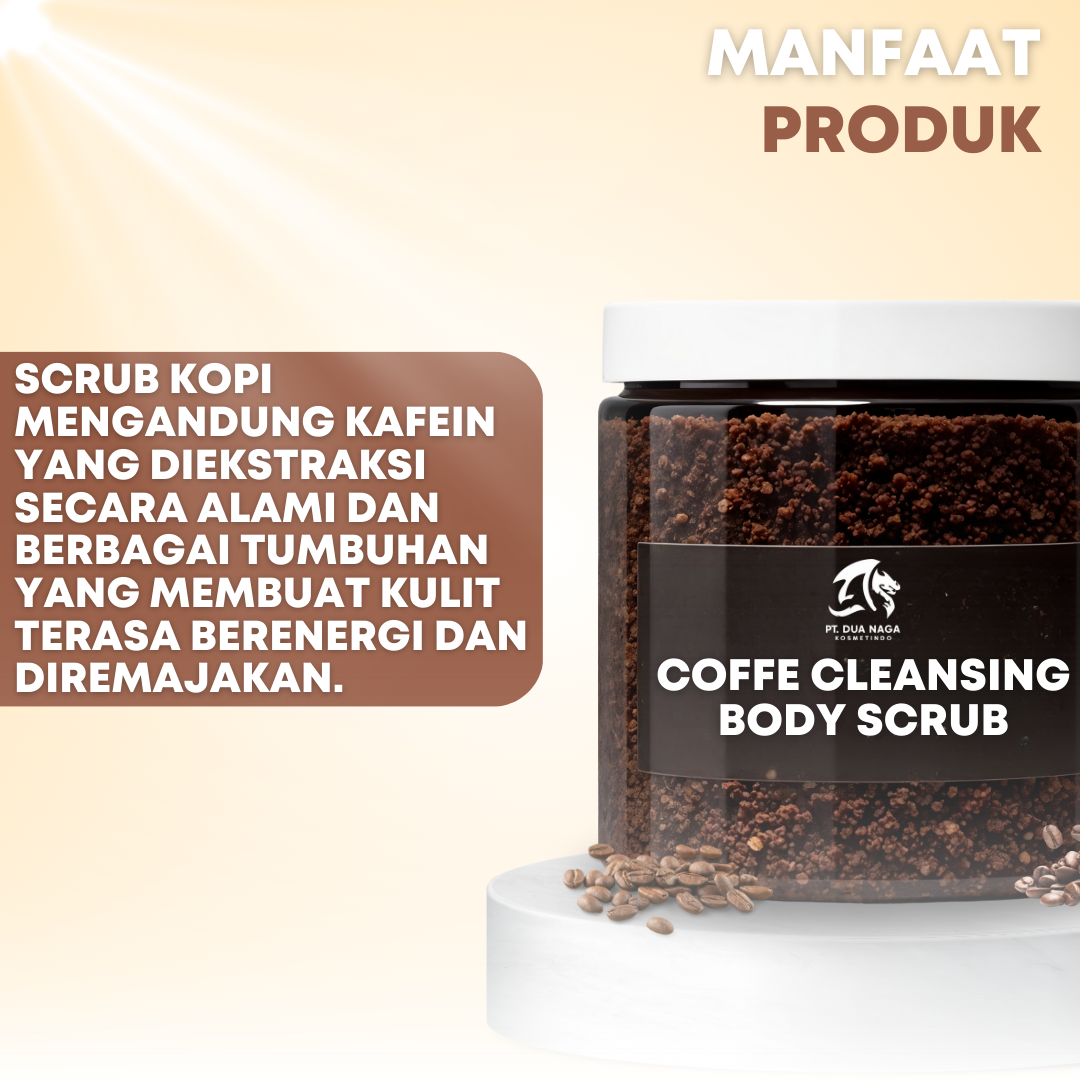 MANFAAT
PRODUK
SCRUB KOPI
MENGANDUNG KAFEIN
YANG DIEKSTRAKSI
SECARA ALAMI DAN
BERBAGAI TUMBUHAN
YANG MEMBUAT KULIT
TERASA BERENERGI DAN
DIREMAJAKAN.
PT. DUA NAGA
KOSMETINDO
COFFE CLEANSING
BODY SCRUB